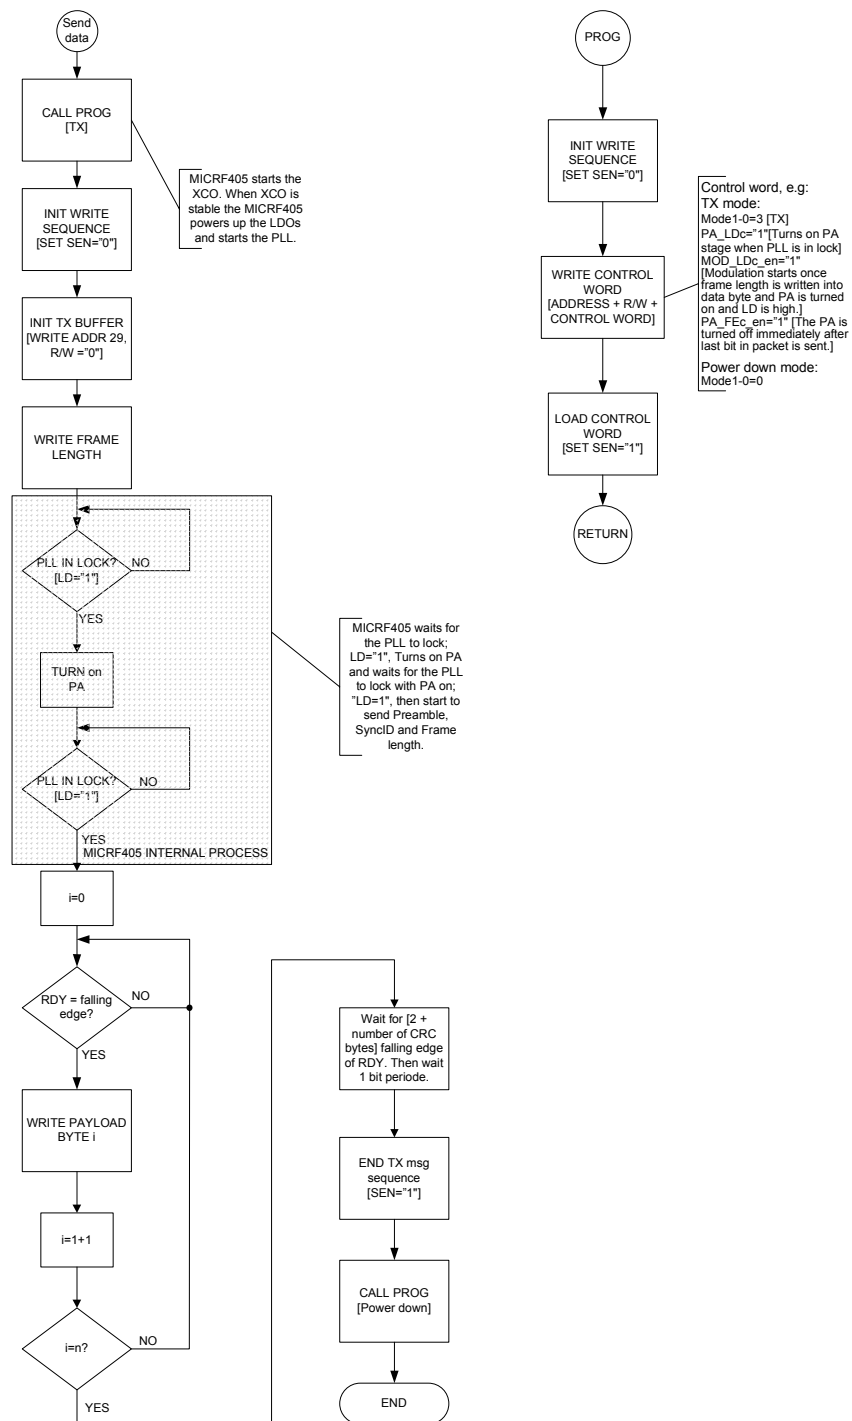 Send
data
CALL PROG
[TX]
MICRF405 starts the
XCO. When XCO is
stable the MICRF405
powers up the LDOs
and starts the PLL.
INIT WRITE
SEQUENCE
[SET SEN="0"]
INIT TX BUFFER
[WRITE ADDR 29,
R/W ="0"]
WRITE FRAME
LENGTH
PLL IN LOCK?
[LD="1"]
NO
YES
TURN on
PA
PLL IN LOCK?
[LD="1"]
NO
YES
MICRF405 INTERNAL PROCESS
MICRF405 waits for
the PLL to lock;
LD="1", Turns on PA
and waits for the PLL
to lock with PA on;
"LD=1", then start to
send Preamble,
SyncID and Frame
length.
i=0
RDY = falling
edge?
NO
YES
WRITE PAYLOAD
BYTE i
i=1+1
i=n?
NO
YES
Wait for [2 +
number of CRC
bytes] falling edge
of RDY. Then wait
1 bit periode.
END TX msg
sequence
[SEN="1"]
CALL PROG
[Power down]
END
PROG
INIT WRITE
SEQUENCE
[SET SEN="0"]
WRITE CONTROL
WORD
[ADDRESS + R/W +
CONTROL WORD]
Control word, e.g:
TX mode:
Mode1-0=3 [TX]
PA_LDc="1"[Turns on PA
stage when PLL is in lock]
MOD_LDc_en="1"
[Modulation starts once
frame length is written into
data byte and PA is turned
on and LD is high.]
PA_FEc_en="1" [The PA is
turned off immediately after
last bit in packet is sent.]
Power down mode:
Mode1-0=0
LOAD CONTROL
WORD
[SET SEN="1"]
RETURN